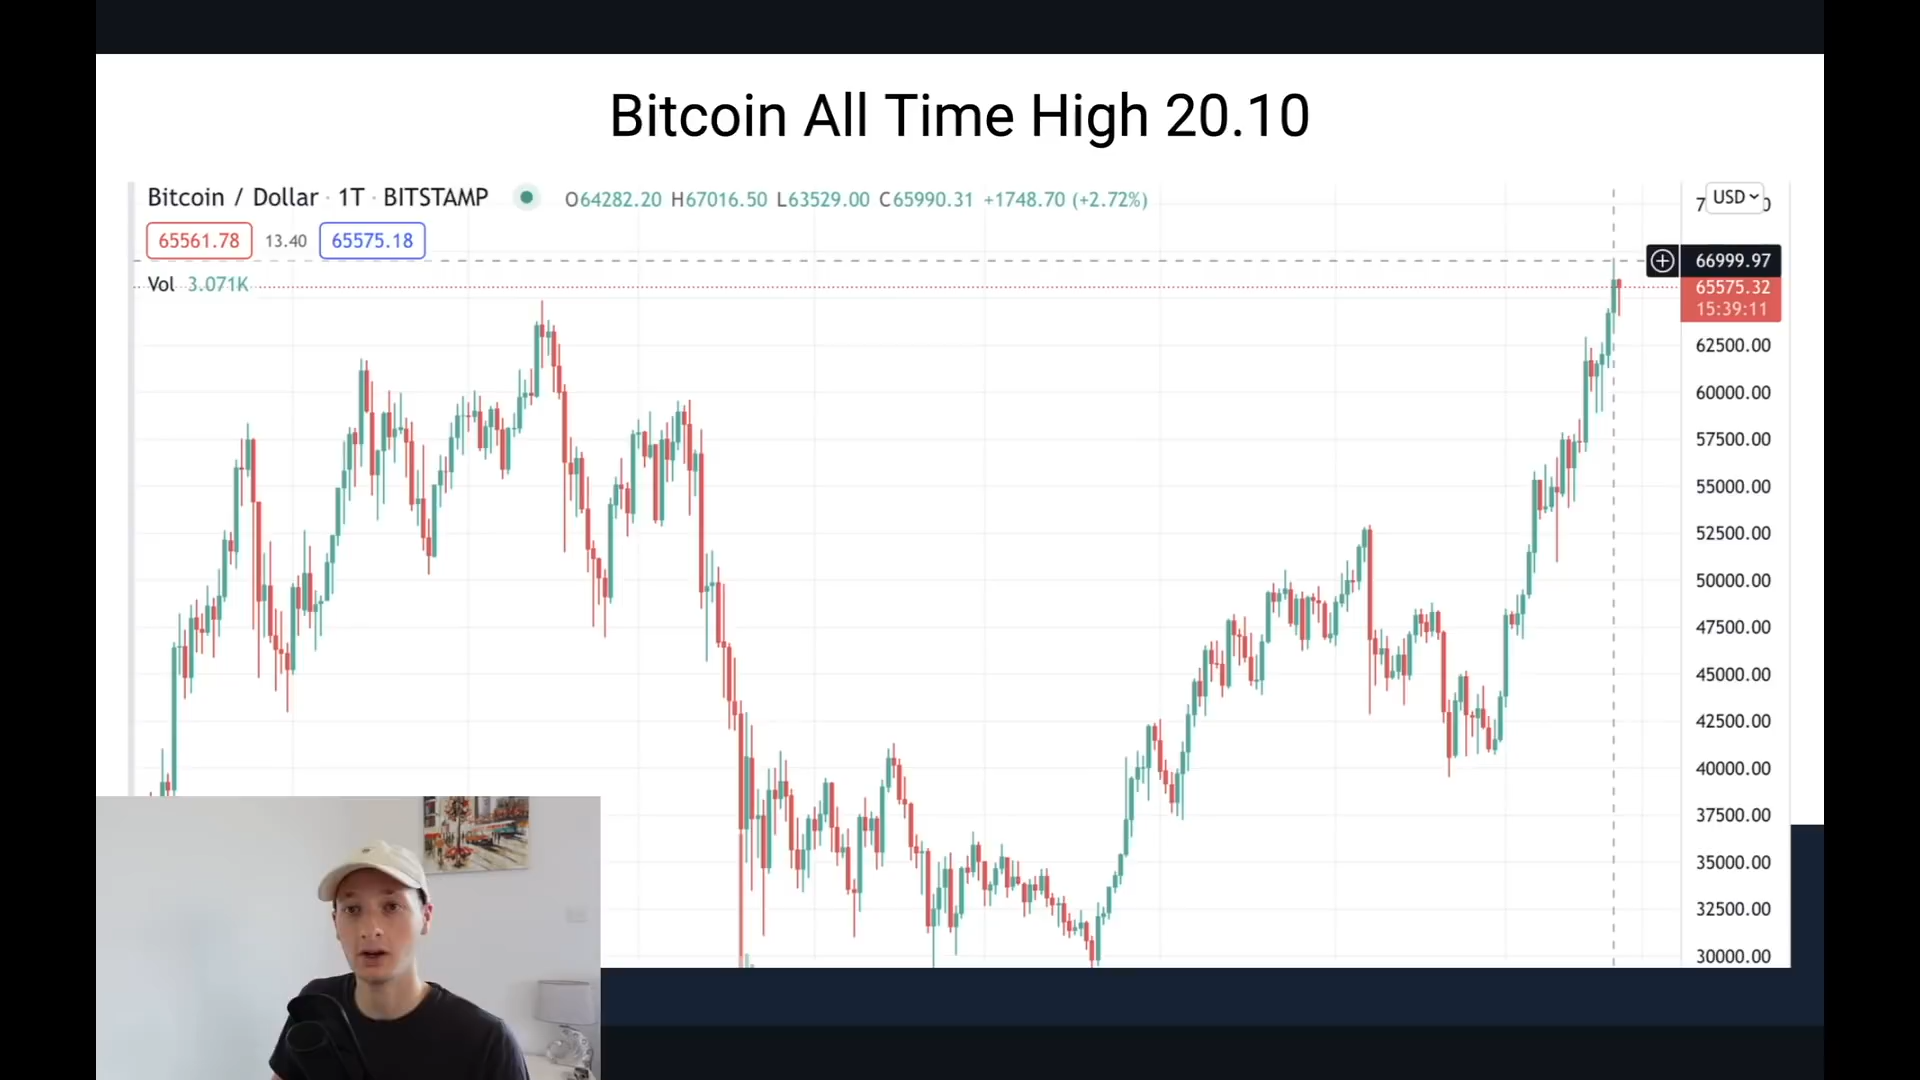 Bitcoin All Time High 20.10
Bitcoin / Dollar · 1T · BITSTAMP
O64282.20 H67016.50 L63529.00 C65990.31 +1748.70 (+2.72%)
USD
65561.78 13.40 65575.18
Vol 3.071K
66999.97
65575.32
15:39:11
62500.00
60000.00
57500.00
55000.00
52500.00
50000.00
47500.00
45000.00
42500.00
40000.00
37500.00
35000.00
32500.00
30000.00